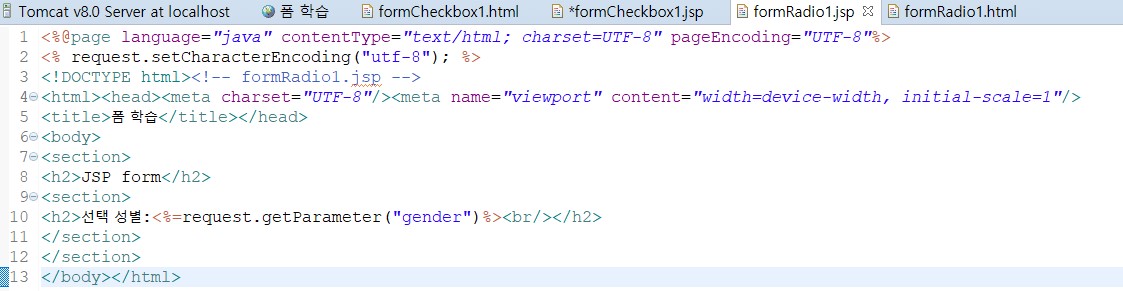 Tomcat v8.0 Server at localhost 폼 학습 formCheckbox1.html *formCheckbox1.jsp formRadio1.jsp formRadio1.html
1 <%@page language="java" contentType="text/html; charset=UTF-8" pageEncoding="UTF-8"%>
2 <% request.setCharacterEncoding("utf-8"); %>
3 <!DOCTYPE html><!-- formRadio1.jsp -->
4 <html><head><meta charset="UTF-8"/><meta name="viewport" content="width=device-width, initial-scale=1"/>
5 <title>폼 학습</title></head>
6 <body>
7 <section>
8 <h2>JSP form</h2>
9 <section>
10 <h2>선택 성별:<%=request.getParameter("gender")%><br/></h2>
11 </section>
12 </section>
13 </body></html>